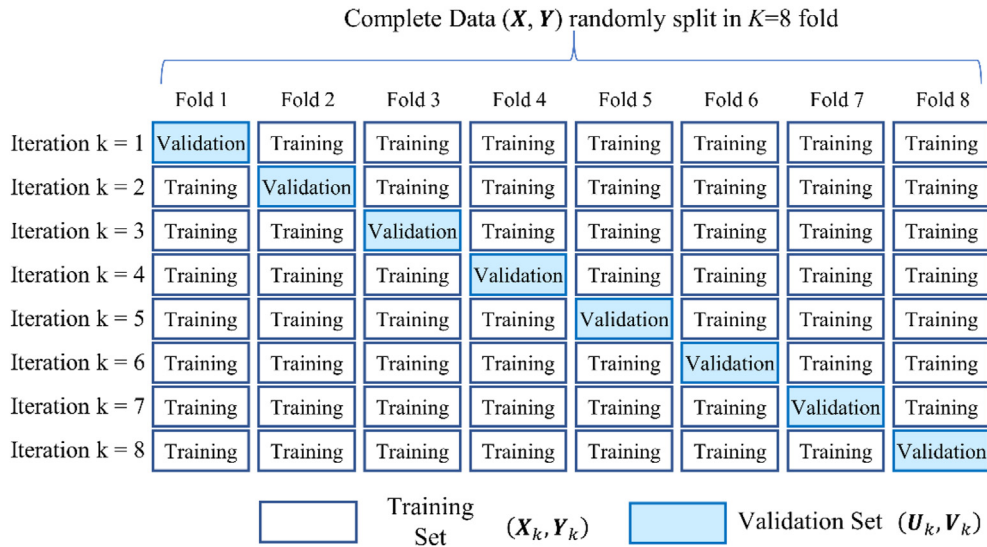 Complete Data (X, Y) randomly split in K=8 fold
Fold 1 Fold 2 Fold 3 Fold 4 Fold 5 Fold 6 Fold 7 Fold 8
Iteration k = 1 Validation Training Training Training Training Training Training Training
Iteration k = 2 Training Validation Training Training Training Training Training Training
Iteration k = 3 Training Training Validation Training Training Training Training Training
Iteration k = 4 Training Training Training Validation Training Training Training Training
Iteration k = 5 Training Training Training Training Validation Training Training Training
Iteration k = 6 Training Training Training Training Training Validation Training Training
Iteration k = 7 Training Training Training Training Training Training Validation Training
Iteration k = 8 Training Training Training Training Training Training Training Validation
Training Set (Xₖ, Yₖ) Validation Set (Uₖ, Vₖ)